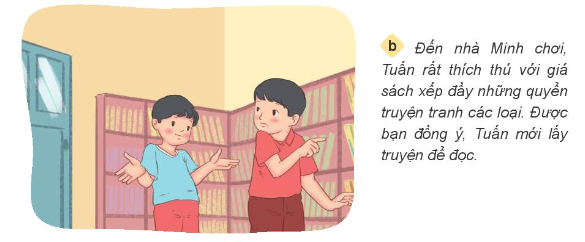 b Đến nhà Minh chơi,
Tuấn rất thích thú với giá
sách xếp đầy những quyển
truyện tranh các loại. Được
bạn đồng ý, Tuấn mới lấy
truyện để đọc.